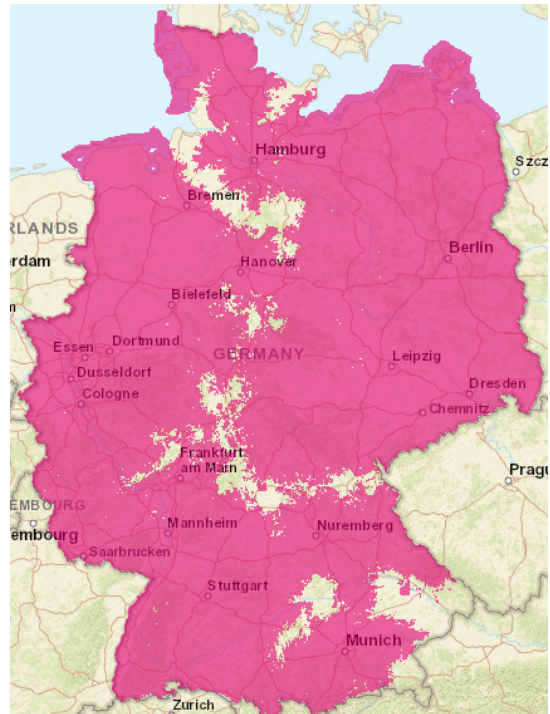 Hamburg
Szcz
Bremen
RLANDS
Berlin
erdam
Hanover
m
Bielefeld
Essen
Dortmund
GERMANY
Leipzig
Dusseldorf
Dresden
Cologne
Chemnitz
Frankfurt
am Main
Pragu
EMBOURG
embourg
Mannheim
Nuremberg
Saarbrucken
Stuttgart
Munich
Zurich